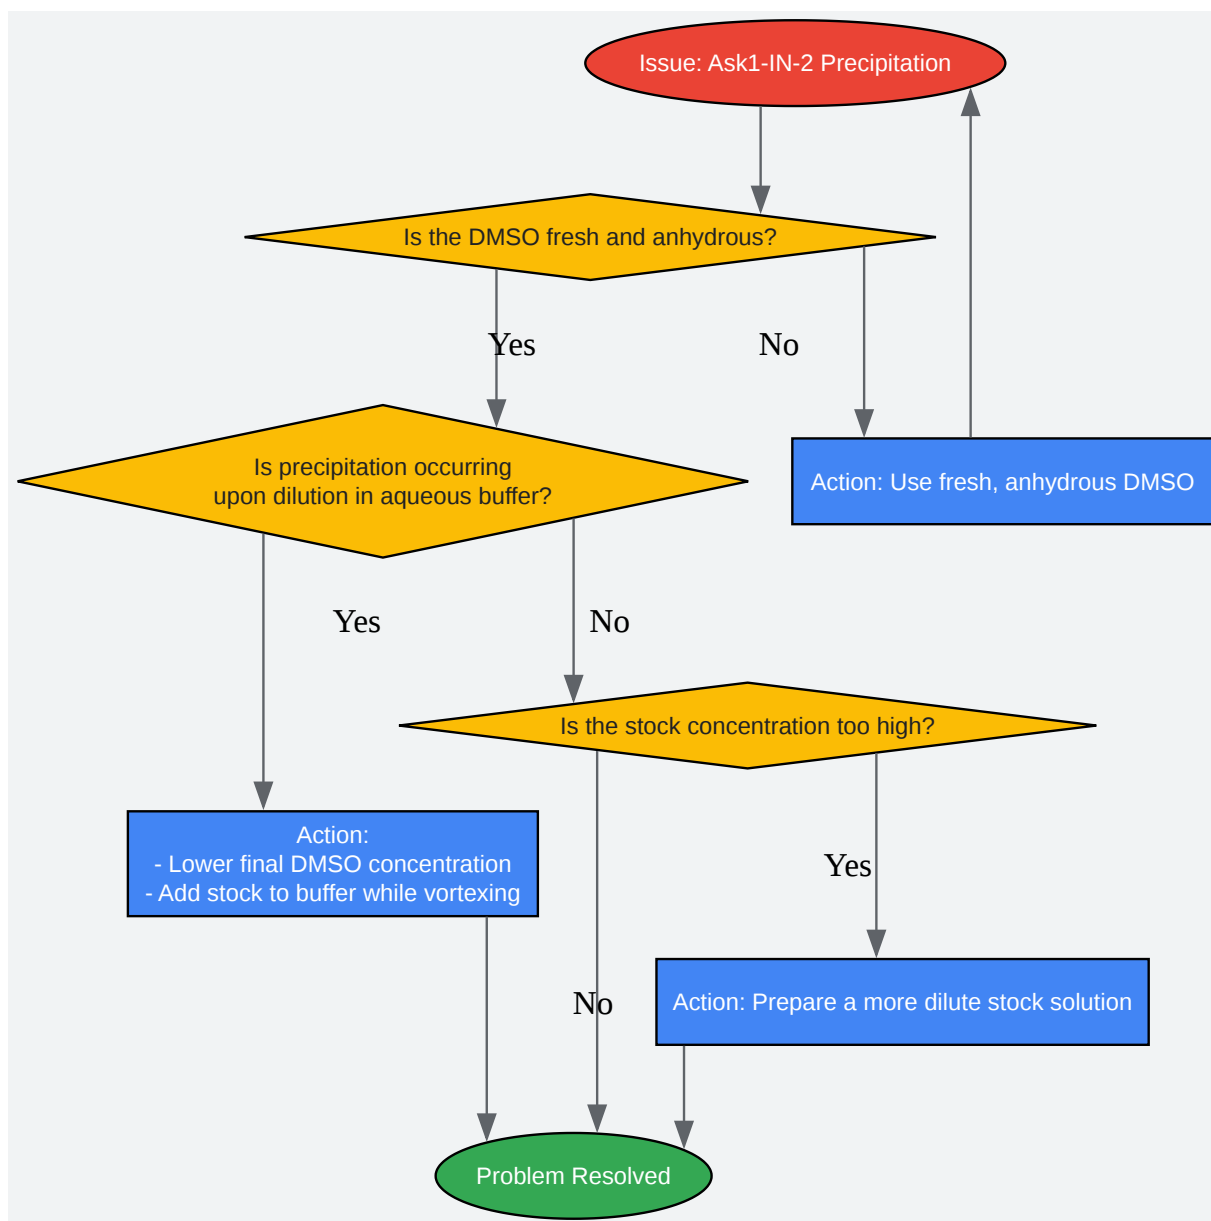 Issue: Ask1-IN-2 Precipitation
Is the DMSO fresh and anhydrous?
Yes
No
Is precipitation occurring
upon dilution in aqueous buffer?
Action: Use fresh, anhydrous DMSO
Yes
No
Is the stock concentration too high?
Action:
- Lower final DMSO concentration
- Add stock to buffer while vortexing
Yes
No
Action: Prepare a more dilute stock solution
Problem Resolved